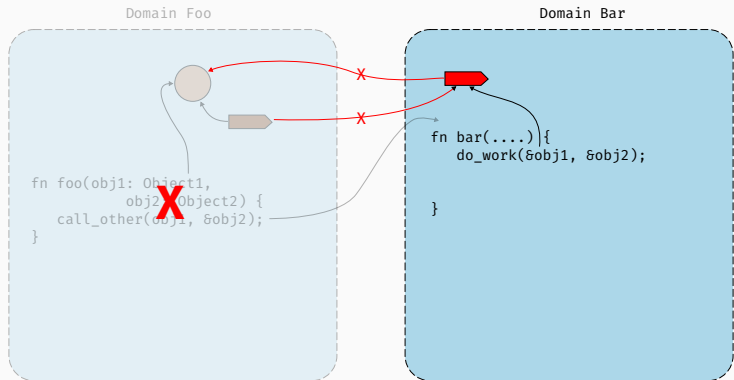 Domain Foo
Domain Bar
X
X
fn foo(obj1: Object1,
obj2: Object2) {
call_other(obj1, &obj2);
}
X
fn bar(....) {
do_work(&obj1, &obj2);
}